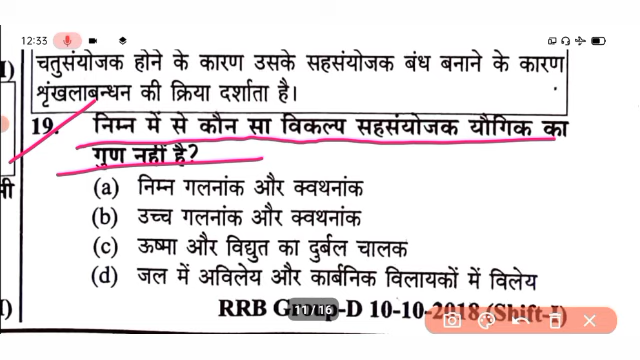 12:33
चतुसंयोजक होने के कारण उसके सहसंयोजक बंध बनाने के कारण
शृंखलाबन्धन की क्रिया दर्शाता है।
19. निम्न में से कौन सा विकल्प सहसंयोजक यौगिक का
गुण नहीं है?
(a) निम्न गलनांक और क्वथनांक
(b) उच्च गलनांक और क्वथनांक
(c) ऊष्मा और विद्युत का दुर्बल चालक
(d) जल में अविलेय और कार्बनिक विलायकों में विलेय
RRB 10-10-2018 (Shift-I)
11/16